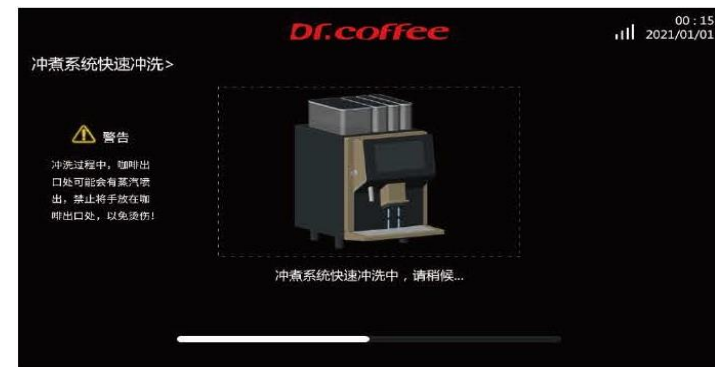 Dr.coffee
00:15
2021/01/01
冲煮系统快速冲洗>
警告
冲洗过程中，咖啡出
口处可能会有蒸汽喷
出，禁止将手放在咖
啡出口处，以免烫伤!
冲煮系统快速冲洗中，请稍候...